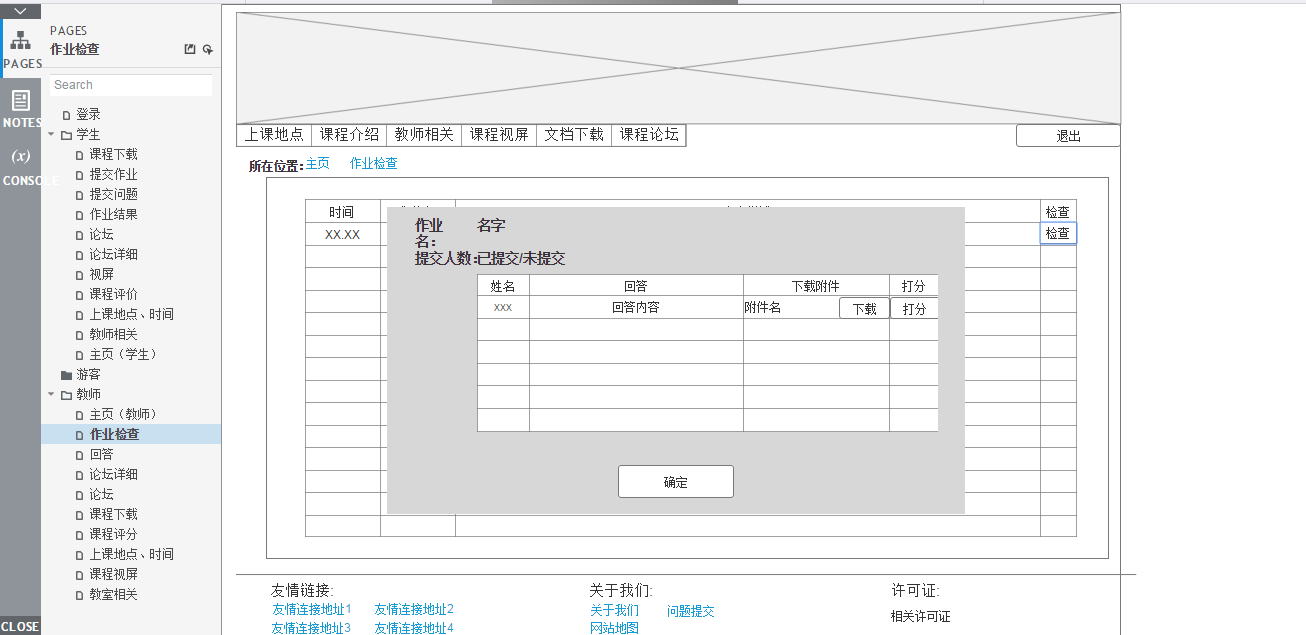 PAGES
作业检查
PAGES
Search
NOTES
(x)
CONSOLE
登录
学生
课程下载
提交作业
提交问题
作业结果
论坛
论坛详细
视屏
课程评价
上课地点、时间
教师相关
主页（学生）
游客
教师
主页（教师）
作业检查
回答
论坛详细
论坛
课程下载
课程评分
上课地点、时间
课程视屏
教室相关
CLOSE
上课地点 课程介绍 教师相关 课程视屏 文档下载 课程论坛 退出
所在位置: 主页 作业检查
时间 检查
XX.XX 检查
作业名： 名字
提交人数:已提交/未提交
姓名 回答 下载附件 打分
xxx 回答内容 附件名 下载 打分
确定
友情链接: 关于我们: 许可证:
友情连接地址1 友情连接地址2 关于我们 问题提交 相关许可证
友情连接地址3 友情连接地址4 网站地图